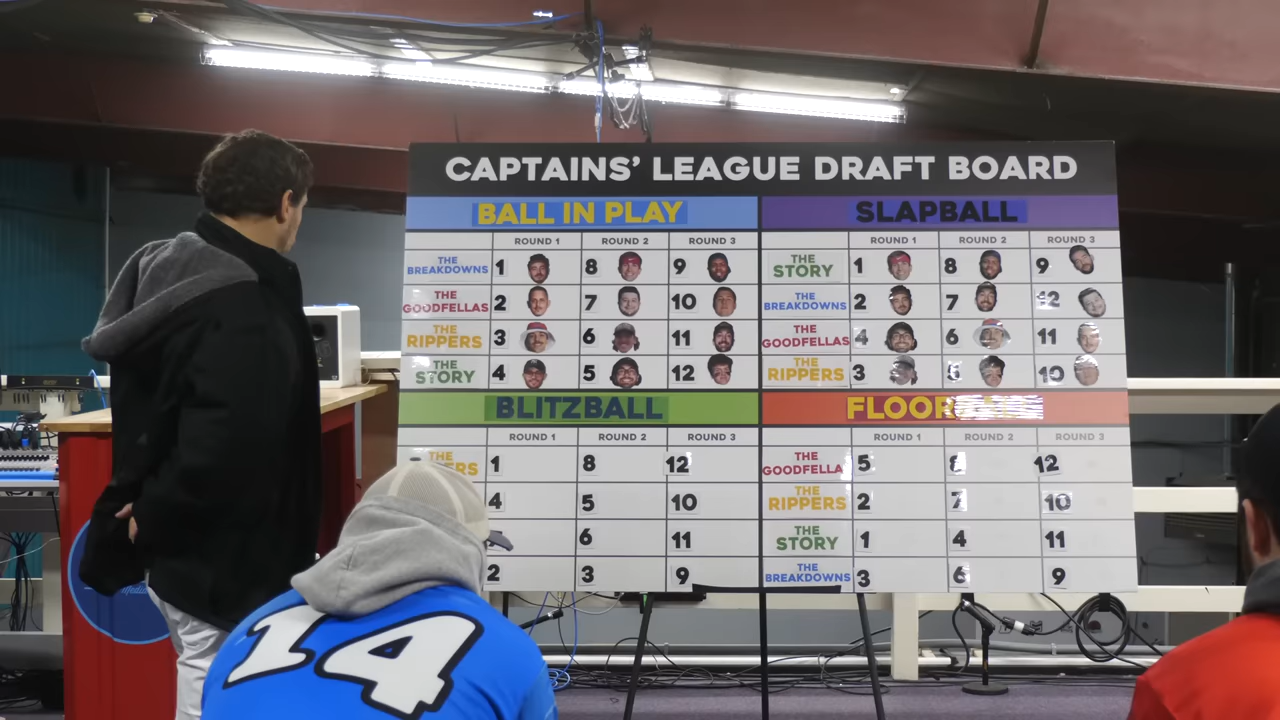 CAPTAINS' LEAGUE DRAFT BOARD
BALL IN PLAY
ROUND 1 ROUND 2 ROUND 3
THE BREAKDOWNS 1 8 9
THE GOODFELLAS 2 7 10
THE RIPPERS 3 6 11
THE STORY 4 5 12
SLAPBALL
ROUND 1 ROUND 2 ROUND 3
THE STORY 1 8 9
THE BREAKDOWNS 2 7 12
THE GOODFELLAS 4 6 11
THE RIPPERS 3 5 10
BLITZBALL
ROUND 1 ROUND 2 ROUND 3
1 8 12
4 5 10
6 11
2 3 9
ROUND 1 ROUND 2 ROUND 3
THE GOODFELLA 5 8 12
THE RIPPERS 2 7 10
THE STORY 1 4 11
THE BREAKDOWNS 3 6 9
14